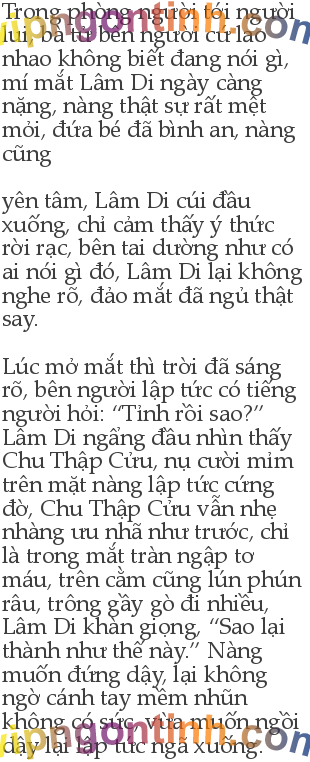 Trong phòng người tới người
lui, bà tử bên người cứ lao
nhao không biết đang nói gì,
mí mắt Lâm Di ngày càng
nặng, nàng thật sự rất mệt
mỏi, đứa bé đã bình an, nàng
cũng
yên tâm, Lâm Di cúi đầu
xuống, chỉ cảm thấy ý thức
rời rạc, bên tai dường như có
ai nói gì đó, Lâm Di lại không
nghe rõ, đảo mắt đã ngủ thật
say.
Lúc mở mắt thì trời đã sáng
rõ, bên người lập tức có tiếng
người hỏi: “Tỉnh rồi sao?”
Lâm Di ngẩng đầu nhìn thấy
Chu Thập Cửu, nụ cười mỉm
trên mặt nàng lập tức cứng
đờ, Chu Thập Cửu vẫn nhẹ
nhàng ưu nhã như trước, chỉ
là trong mắt tràn ngập tơ
máu, trên cằm cũng lún phún
râu, trông gầy gò đi nhiều,
Lâm Di khàn giọng, “Sao lại
thành như thế này.” Nàng
muốn đứng dậy, lại không
ngờ cánh tay mềm nhũn
không có sức, vừa muốn ngồi
dậy lại lập tức ngã xuống.
vipngontinh.com
vipngontinh.com